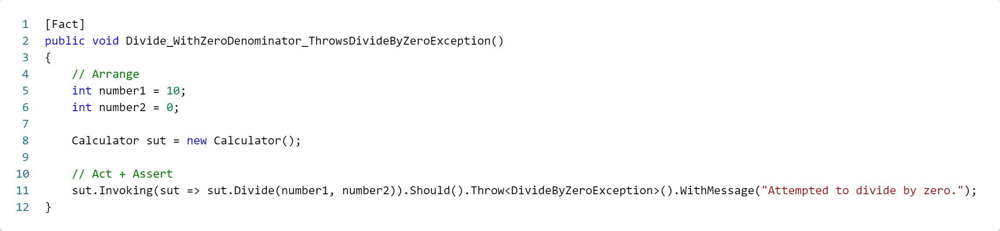 1 [Fact]
2 public void Divide_WithZeroDenominator_ThrowsDivideByZeroException()
3 {
4     // Arrange
5     int number1 = 10;
6     int number2 = 0;
7
8     Calculator sut = new Calculator();
9
10     // Act + Assert
11     sut.Invoking(sut => sut.Divide(number1, number2)).Should().Throw<DivideByZeroException>().WithMessage("Attempted to divide by zero.");
12 }